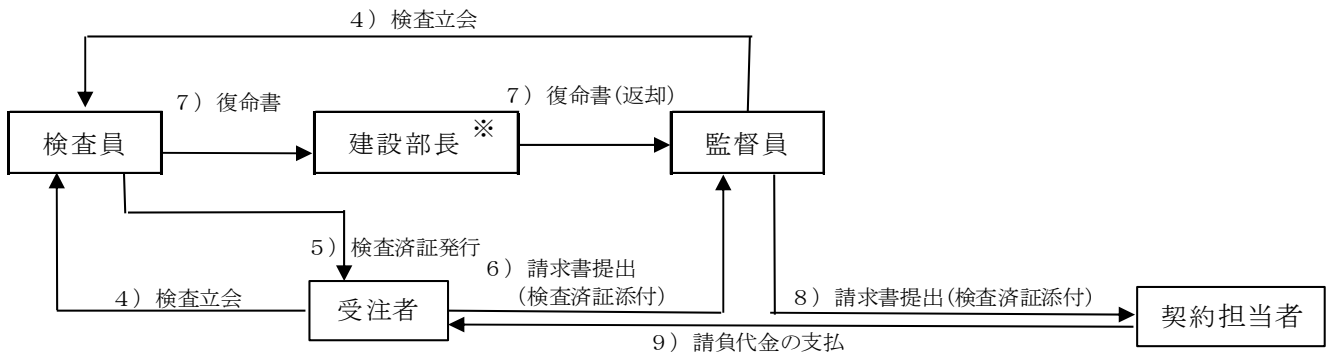 4）検査立会
7）復命書
7）復命書(返却)
検査員
建設部長 ※
監督員
5）検査済証発行
6）請求書提出
(検査済証添付)
4）検査立会
受注者
8）請求書提出(検査済証添付)
契約担当者
9）請負代金の支払